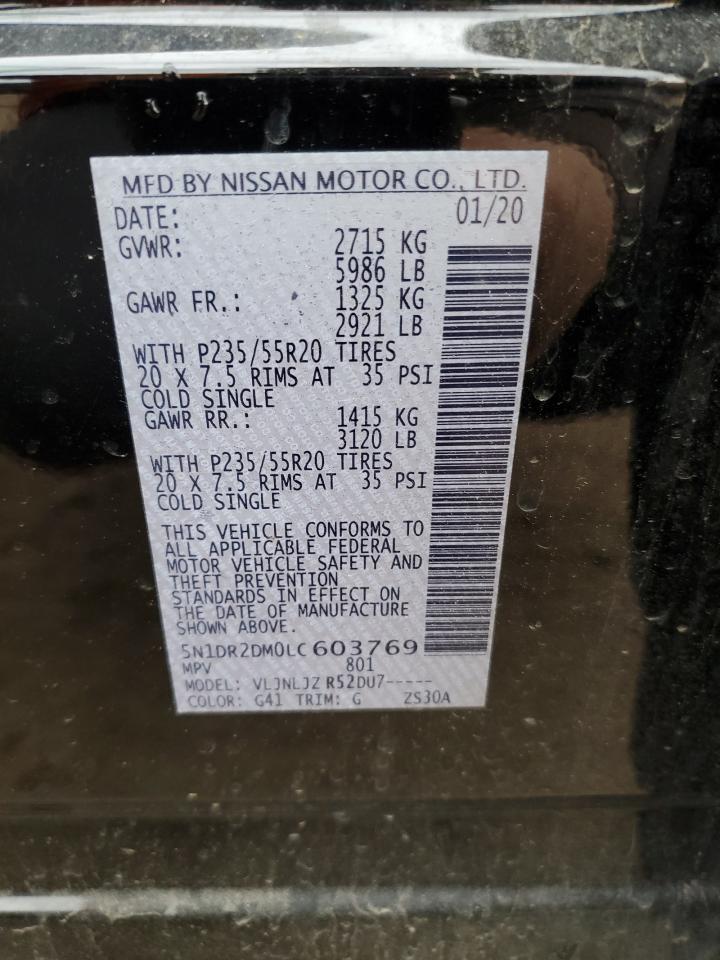 MFD BY NISSAN MOTOR CO., LTD.
DATE: 01/20
GVWR: 2715 KG
5986 LB
GAWR FR.: 1325 KG
2921 LB
WITH P235/55R20 TIRES
20 X 7.5 RIMS AT 35 PSI
COLD SINGLE
GAWR RR.: 1415 KG
3120 LB
WITH P235/55R20 TIRES
20 X 7.5 RIMS AT 35 PSI
COLD SINGLE
THIS VEHICLE CONFORMS TO
ALL APPLICABLE FEDERAL
MOTOR VEHICLE SAFETY AND
THEFT PREVENTION
STANDARDS IN EFFECT ON
THE DATE OF MANUFACTURE
SHOWN ABOVE.
5N1DR2DM0LC603769
MPV 801
MODEL: VLJNLJZ R52DU7-----
COLOR: G41 TRIM: G ZS30A